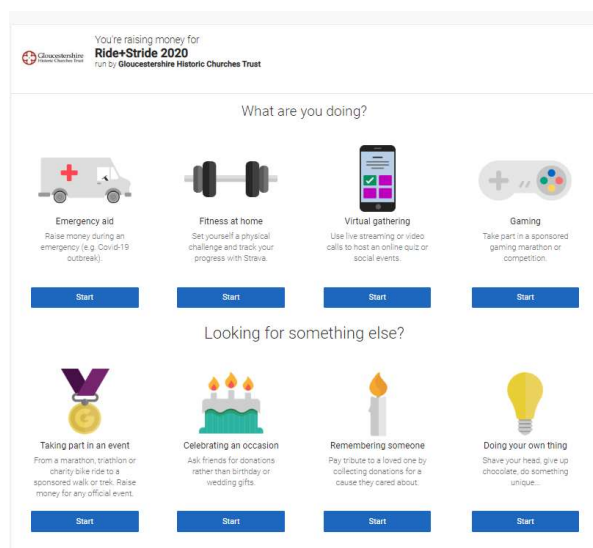 You're raising money for
Gloucestershire
Historic Churches Trust
Ride+Stride 2020
run by Gloucestershire Historic Churches Trust
What are you doing?
Emergency aid
Raise money during an
emergency (e.g. Covid-19
outbreak).
Start
Fitness at home
Set yourself a physical
challenge and track your
progress with Strava.
Start
Virtual gathering
Use live streaming or video
calls to host an online quiz or
social events.
Start
Gaming
Take part in a sponsored
gaming marathon or
competition.
Start
Looking for something else?
G
Taking part in an event
From a marathon, triathlon or
charity bike ride to a
sponsored walk or trek. Raise
money for any official event.
Start
Celebrating an occasion
Ask friends for donations
rather than birthday or
wedding gifts.
Start
Remembering someone
Pay tribute to a loved one by
collecting donations for a
cause they cared about.
Start
Doing your own thing
Shave your head, give up
chocolate, do something
unique...
Start